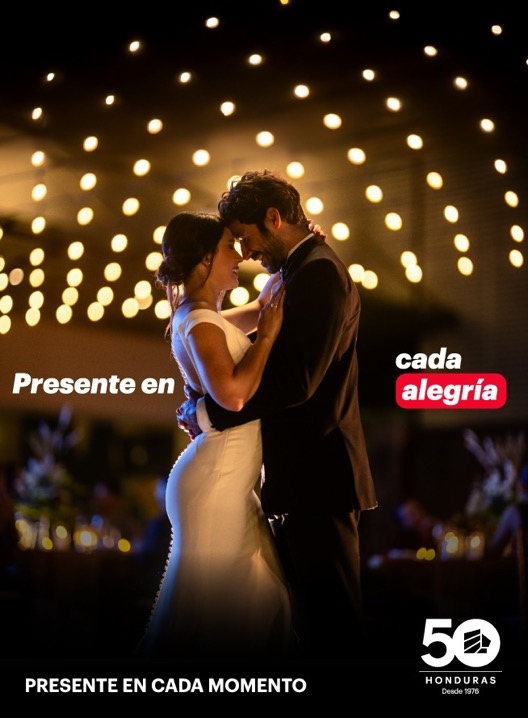 Presente en
cada
alegría
50
HONDURAS
Desde 1976
PRESENTE EN CADA MOMENTO